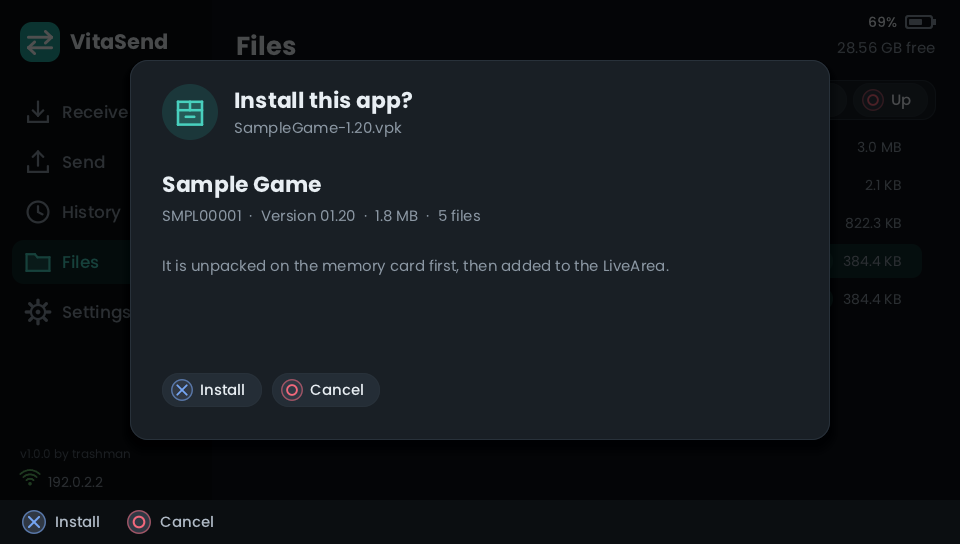 VitaSend
Files
69%
28.56 GB free
Receive
Send
History
Files
Settings
Up
3.0 MB
2.1 KB
822.3 KB
384.4 KB
384.4 KB
Install this app?
SampleGame-1.20.vpk
Sample Game
SMPL00001 · Version 01.20 · 1.8 MB · 5 files
It is unpacked on the memory card first, then added to the LiveArea.
Install Cancel
v1.0.0 by trashman
192.0.2.2
Install Cancel